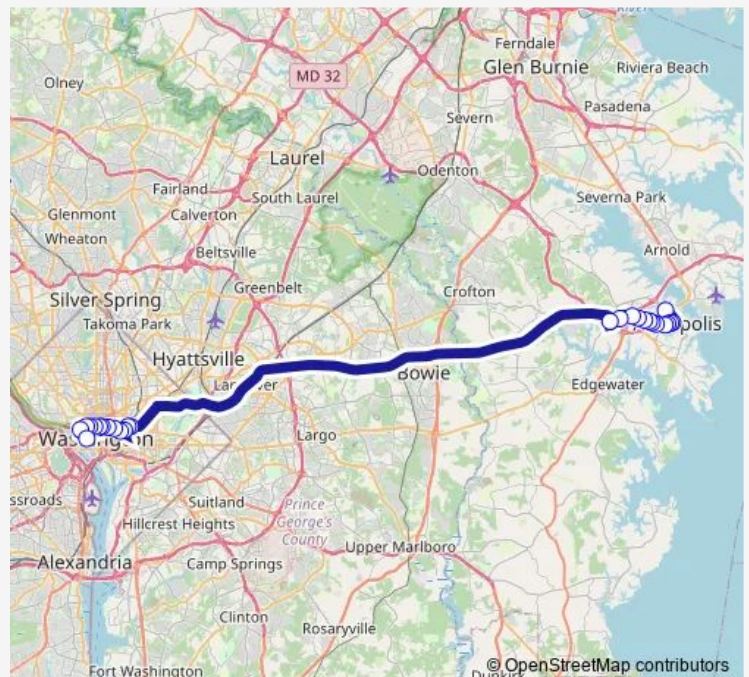 River
Ferndale
Olney
MD 32
Glen Burnie
Riviera Beach
Pasadena
Severn
Laurel
Odenton
Fairland
South Laurel
Severna Park
Glenmont
Calverton
Wheaton
Beltsville
Arnold
Greenbelt
Crofton
Silver Spring
Takoma Park
polis
Hyattsville
Landover
Bowie
Edgewater
Washington
Largo
ssroads
Suitland
Prince
George's
County
Hillcrest Heights
Upper Marlboro
Alexandria
Camp Springs
Clinton
Rosaryville
Fort Washington
© OpenStreetMap contributors